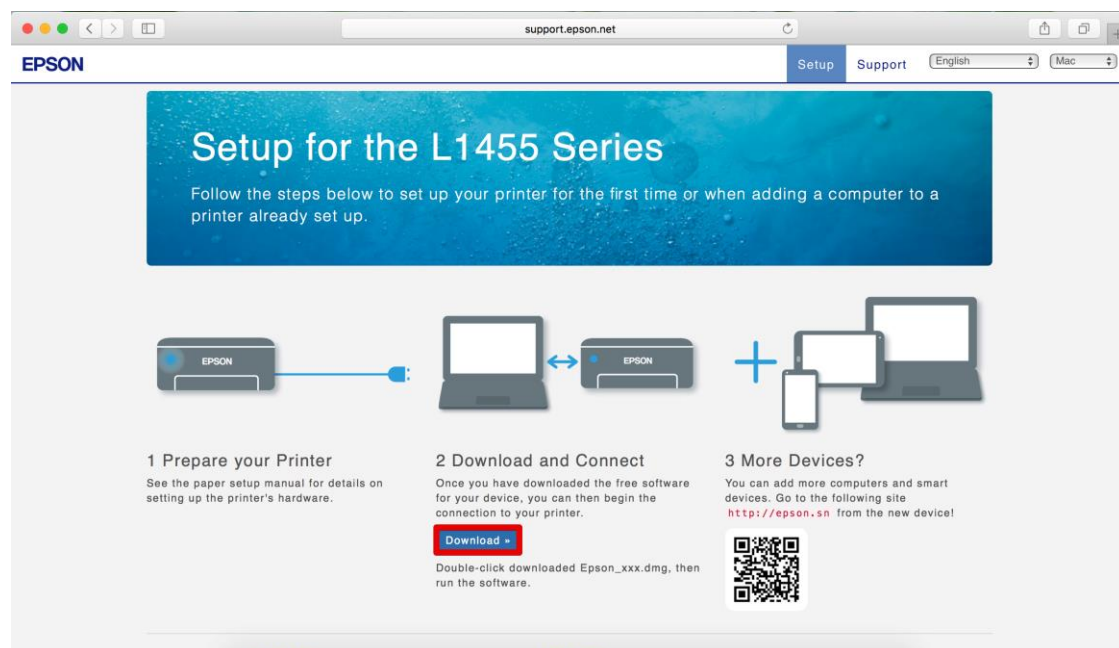 support.epson.net
EPSON
Setup Support English Mac
Setup for the L1455 Series
Follow the steps below to set up your printer for the first time or when adding a computer to a
printer already set up.
EPSON
EPSON
1 Prepare your Printer
See the paper setup manual for details on
setting up the printer's hardware.
2 Download and Connect
Once you have downloaded the free software
for your device, you can then begin the
connection to your printer.
Download »
Double-click downloaded Epson_xxx.dmg, then
run the software.
3 More Devices?
You can add more computers and smart
devices. Go to the following site
http://epson.sn from the new device!